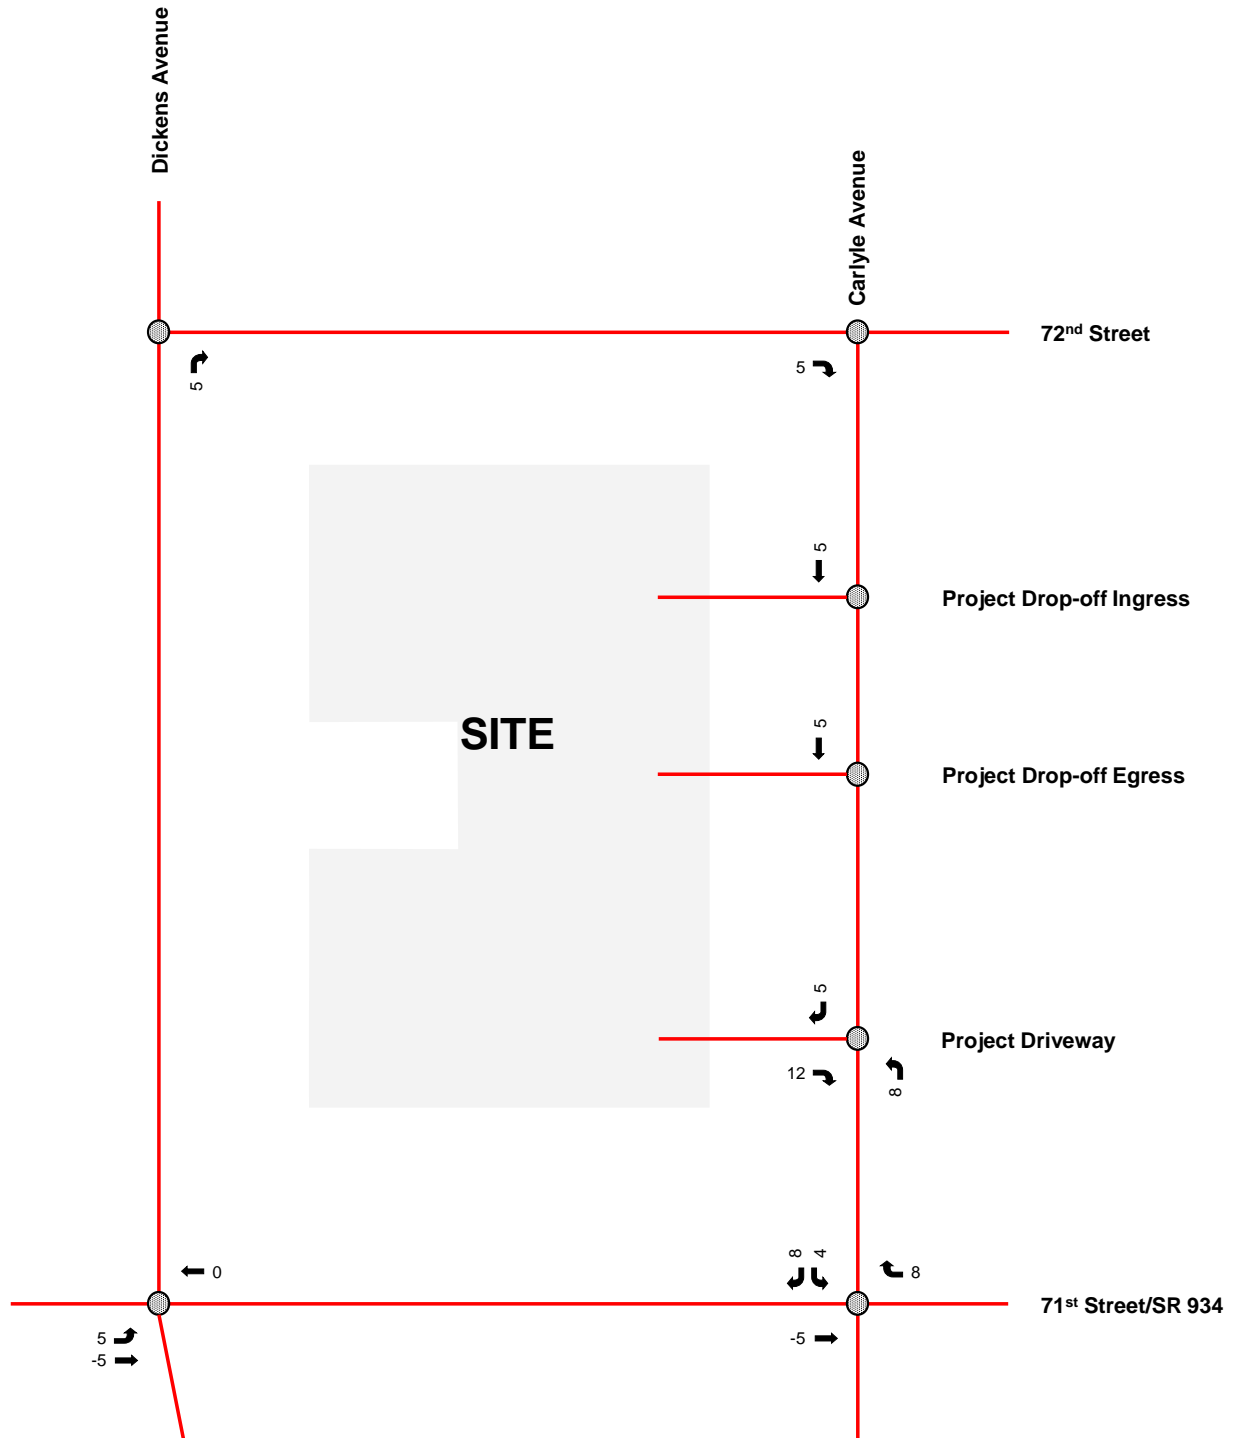 Dickens Avenue
Carlyle Avenue
72nd Street
5
5
5
Project Drop-off Ingress
SITE
5
Project Drop-off Egress
5
Project Driveway
12
8
8
4
0
8
71st Street/SR 934
5
-5
-5